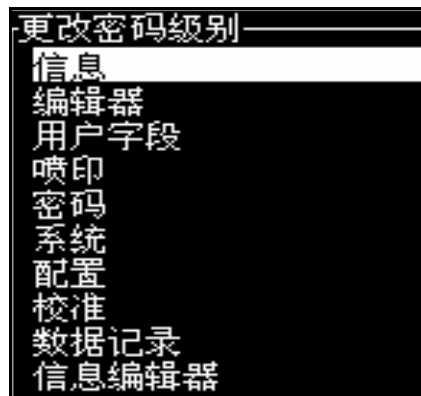 更改密码级别
信息
编辑器
用户字段
喷印
密码
系统
配置
校准
数据记录
信息编辑器